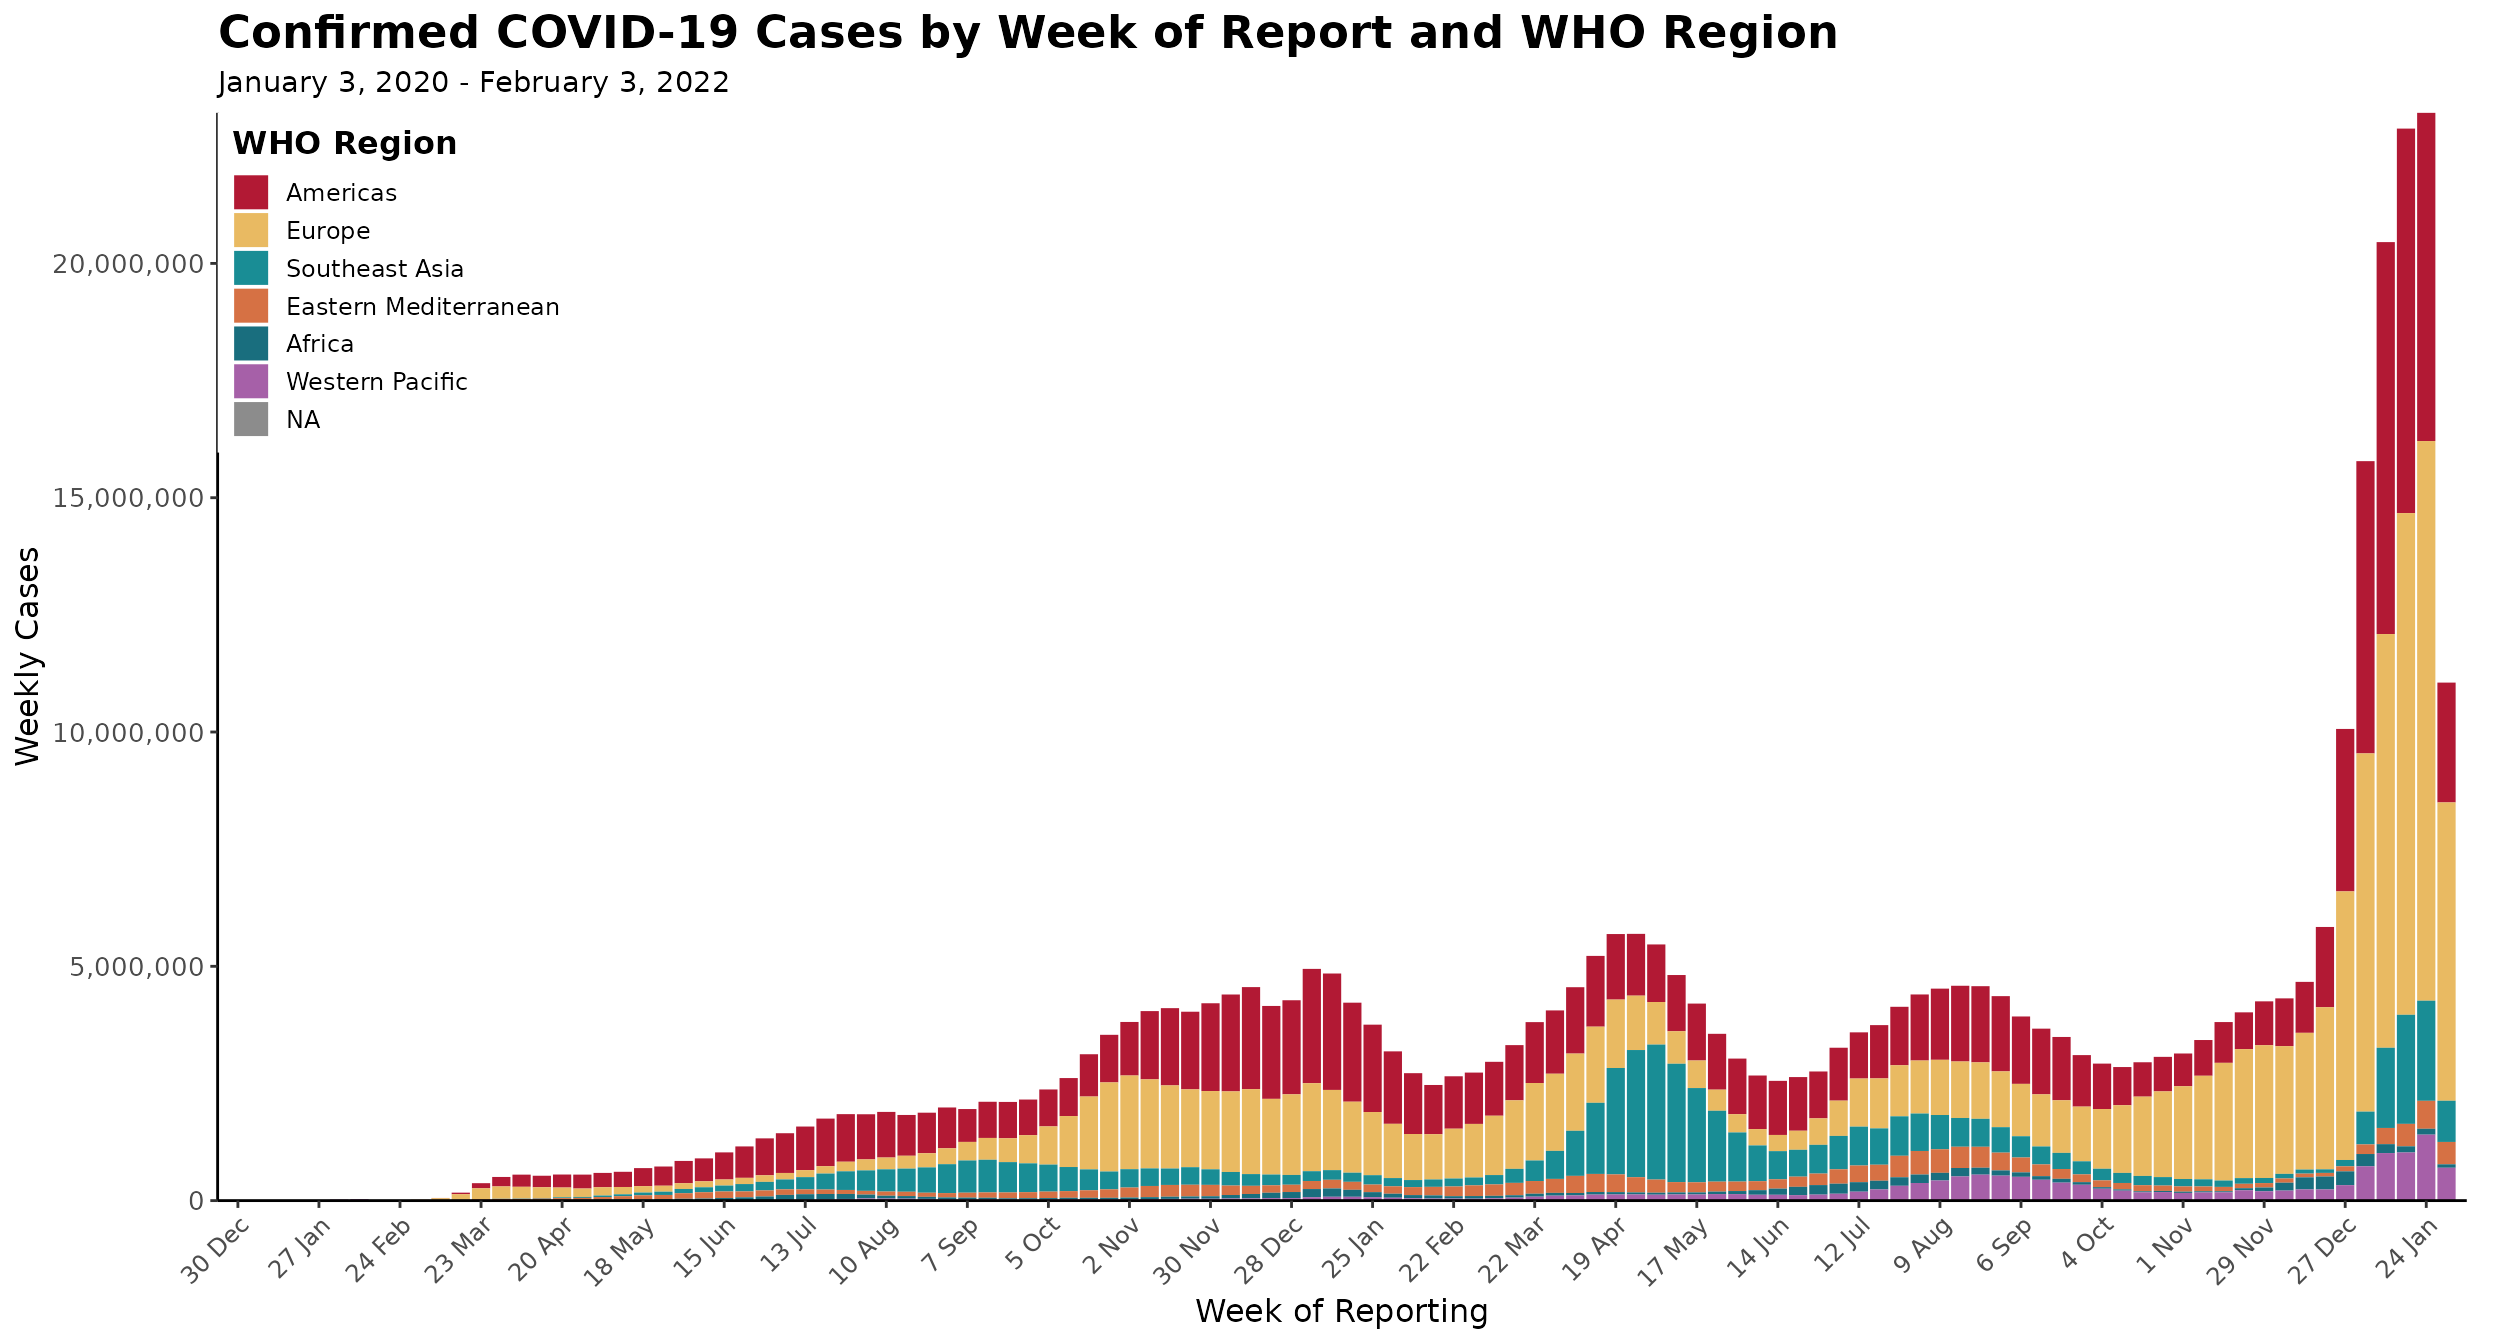 Confirmed COVID-19 Cases by Week of Report and WHO Region
January 3, 2020 - February 3, 2022
WHO Region
Americas
Europe
Southeast Asia
Eastern Mediterranean
Africa
Western Pacific
NA
Weekly Cases
20,000,000
15,000,000
10,000,000
5,000,000
0
30 Dec
27 Jan
24 Feb
23 Mar
20 Apr
18 May
15 Jun
13 Jul
10 Aug
7 Sep
5 Oct
2 Nov
30 Nov
28 Dec
25 Jan
22 Feb
22 Mar
19 Apr
17 May
14 Jun
12 Jul
9 Aug
6 Sep
4 Oct
1 Nov
29 Nov
27 Dec
24 Jan
Week of Reporting